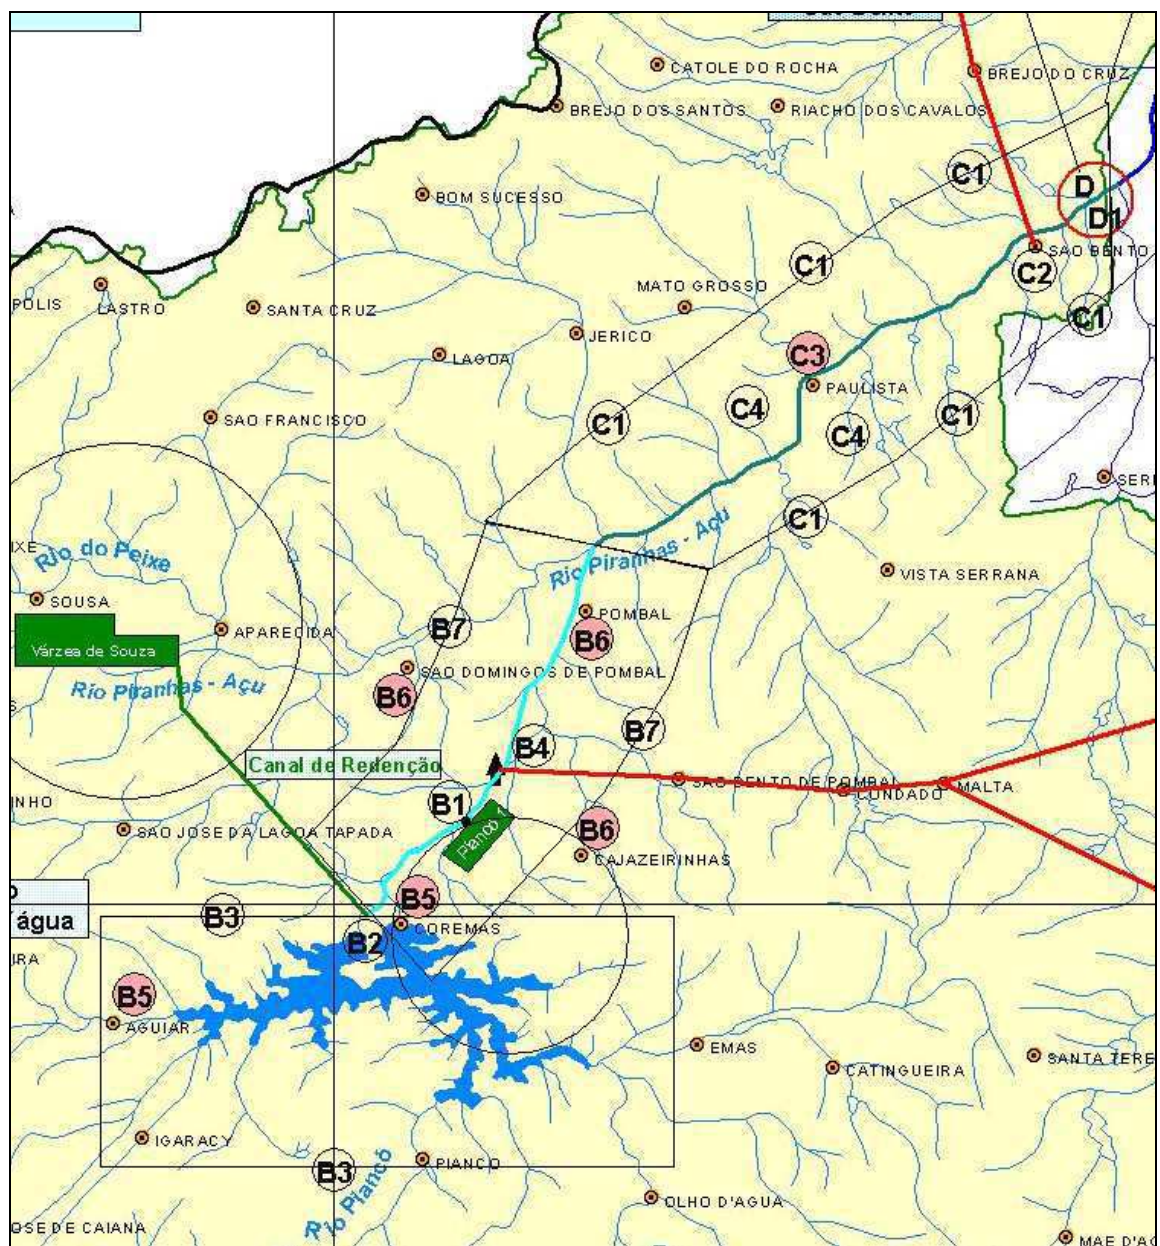 CATOLE DO ROCHA
BREJO DO CRUZ
BREJO DOS SANTOS
RIACHO DOS CAVALOS
C1
D
BOM SUCESSO
D1
SAO BENTO
C1
C2
MATO GROSSO
LASTRO
SANTA CRUZ
C1
JERICO
C3
LAGOA
PAULISTA
C4
C1
SAO FRANCISCO
C1
C4
C1
Rio Piranhas - Açu
Rio do Peixe
VISTA SERRANA
SOUSA
POMBAL
APARECIDA
B7
B6
Várzea de Souza
SAO DOMINGOS DE POMBAL
Rio Piranhas - Açu
B6
B7
B4
Canal de Redenção
SAO BENTO DE POMBAL
CONDADO
MALTA
B1
Piancó 1
SAO JOSE DA LAGOA TAPADA
B6
CAJAZEIRINHAS
B5
água
B3
COREMAS
B2
B5
AGUIAR
EMAS
SANTA TERE
CATINGUEIRA
IGARACY
PIANCO
B3
Rio Piancó
OLHO D'AGUA
OSE DE CAIANA
MAE D'AG